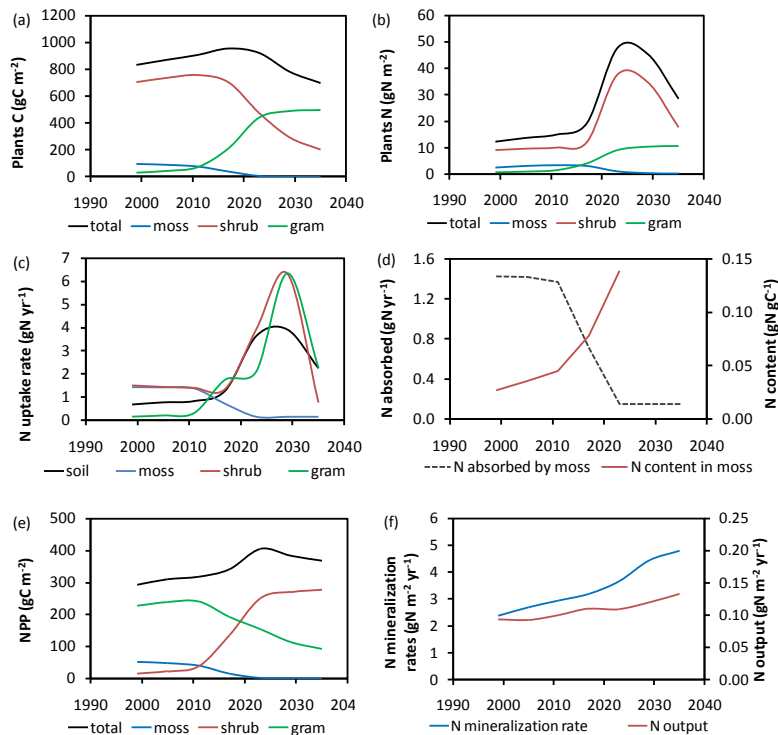 (a)
Plants C (gC m-2)
1200
1000
800
600
400
200
0
1990 2000 2010 2020 2030 2040
total moss shrub gram
(b)
Plants N (gN m-2)
60
50
40
30
20
10
0
1990 2000 2010 2020 2030 2040
total moss shrub gram
(c)
N uptake rate (gN yr-1)
7
6
5
4
3
2
1
0
1990 2000 2010 2020 2030 2040
soil moss shrub gram
(d)
N absorbed (gN yr-1)
1.6
1.2
0.8
0.4
0.0
0.15
0.10
0.05
0.00
N content (gN gC-1)
1990 2000 2010 2020 2030 2040
N absorbed by moss N content in moss
(e)
NPP (gC m-2)
500
400
300
200
100
0
1990 2000 2010 2020 2030 204
total moss shrub gram
(f)
N mineralization rates (gN m-2 yr-1)
6
5
4
3
2
1
0
0.25
0.20
0.15
0.10
0.05
0.00
N output (gN m-2 yr-1)
1990 2000 2010 2020 2030 2040
N mineralization rate N output